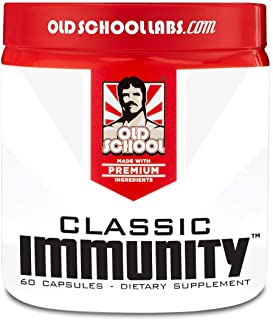 OLDSCHOOLLABS.COM
OLD
SCHOOL
MADE WITH
PREMIUM
INGREDIENTS
CLASSIC
IMMUNITY™
60 CAPSULES - DIETARY SUPPLEMENT